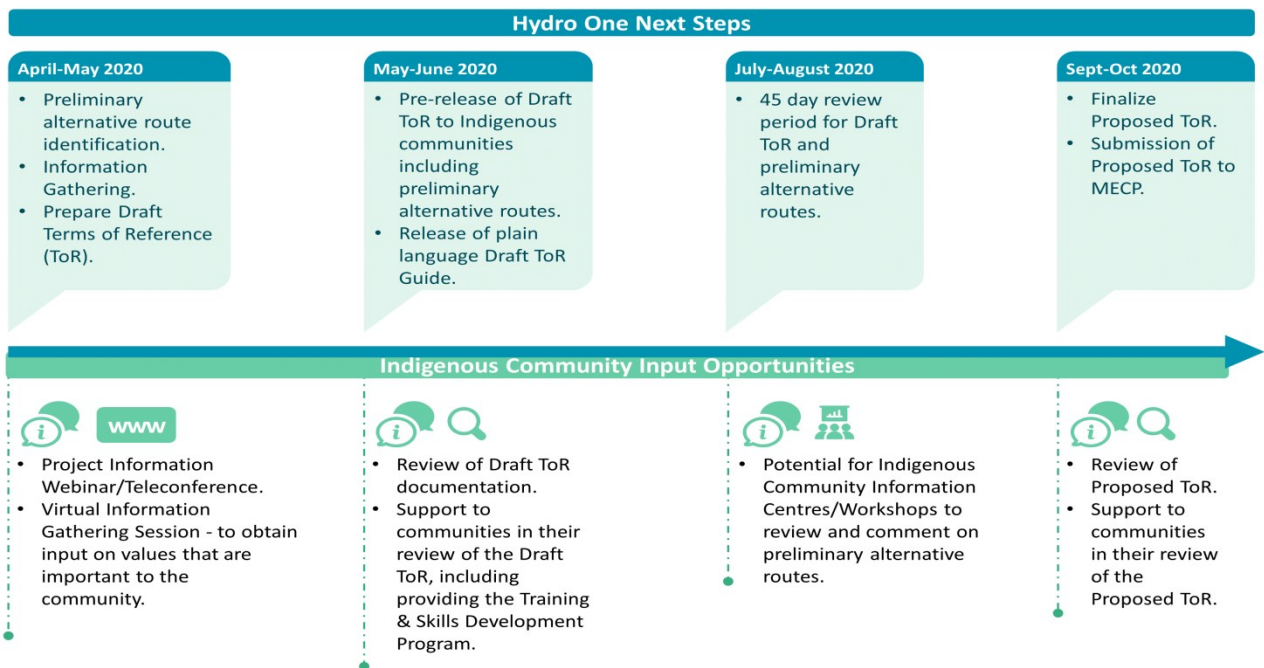 Hydro One Next Steps
April-May 2020
• Preliminary
alternative route
identification.
• Information
Gathering.
• Prepare Draft
Terms of Reference
(ToR).
May-June 2020
• Pre-release of Draft
ToR to Indigenous
communities
including
preliminary
alternative routes.
• Release of plain
language Draft ToR
Guide.
July-August 2020
• 45 day review
period for Draft
ToR and
preliminary
alternative
routes.
Sept-Oct 2020
• Finalize
Proposed ToR.
• Submission of
Proposed ToR to
MECP.
Indigenous Community Input Opportunities
i
www
• Project Information
Webinar/Teleconference.
• Virtual Information
Gathering Session - to obtain
input on values that are
important to the
community.
i
• Review of Draft ToR
documentation.
• Support to
communities in their
review of the Draft
ToR, including
providing the Training
& Skills Development
Program.
i
• Potential for Indigenous
Community Information
Centres/Workshops to
review and comment on
preliminary alternative
routes.
i
• Review of
Proposed ToR.
• Support to
communities
in their review
of the
Proposed ToR.